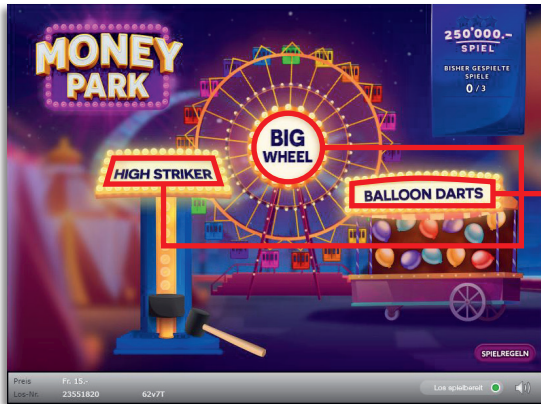 MONEY
PARK
250'000.-
SPIEL
BISHER GESPIELTE
SPIELE
0 / 3
BIG
WHEEL
HIGH STRIKER
BALLOON DARTS
SPIELREGELN
Preis Fr. 15.-
Los spielbereit
Los-Nr. 23551820 62v7T